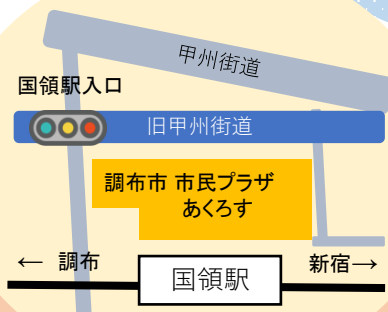 甲州街道
国領駅入口
旧甲州街道
調布市 市民プラザ
あくろす
← 調布
新宿→
国領駅